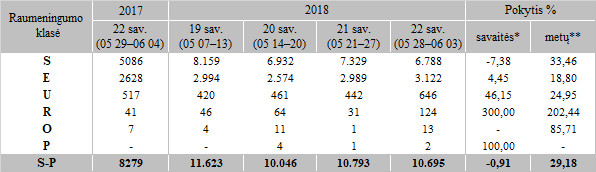 Raumeningumo klasė 2017 2018 Pokytis %
22 sav. (05 29–06 04) 19 sav. (05 07–13) 20 sav. (05 14–20) 21 sav. (05 21–27) 22 sav. (05 28–06 03) savaitės* metų**
S 5086 8.159 6.932 7.329 6.788 -7,38 33,46
E 2628 2.994 2.574 2.989 3.122 4,45 18,80
U 517 420 461 442 646 46,15 24,95
R 41 46 64 31 124 300,00 202,44
O 7 4 11 1 13 - 85,71
P - - 4 1 2 100,00 -
S-P 8279 11.623 10.046 10.793 10.695 -0,91 29,18